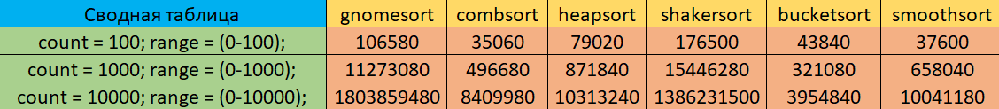 Сводная таблица gnomesort combsort heapsort shakersort bucketsort smoothsort
count = 100; range = (0-100); 106580 35060 79020 176500 43840 37600
count = 1000; range = (0-1000); 11273080 496680 871840 15446280 321080 658040
count = 10000; range = (0-10000); 1803859480 8409980 10313240 1386231500 3954840 10041180